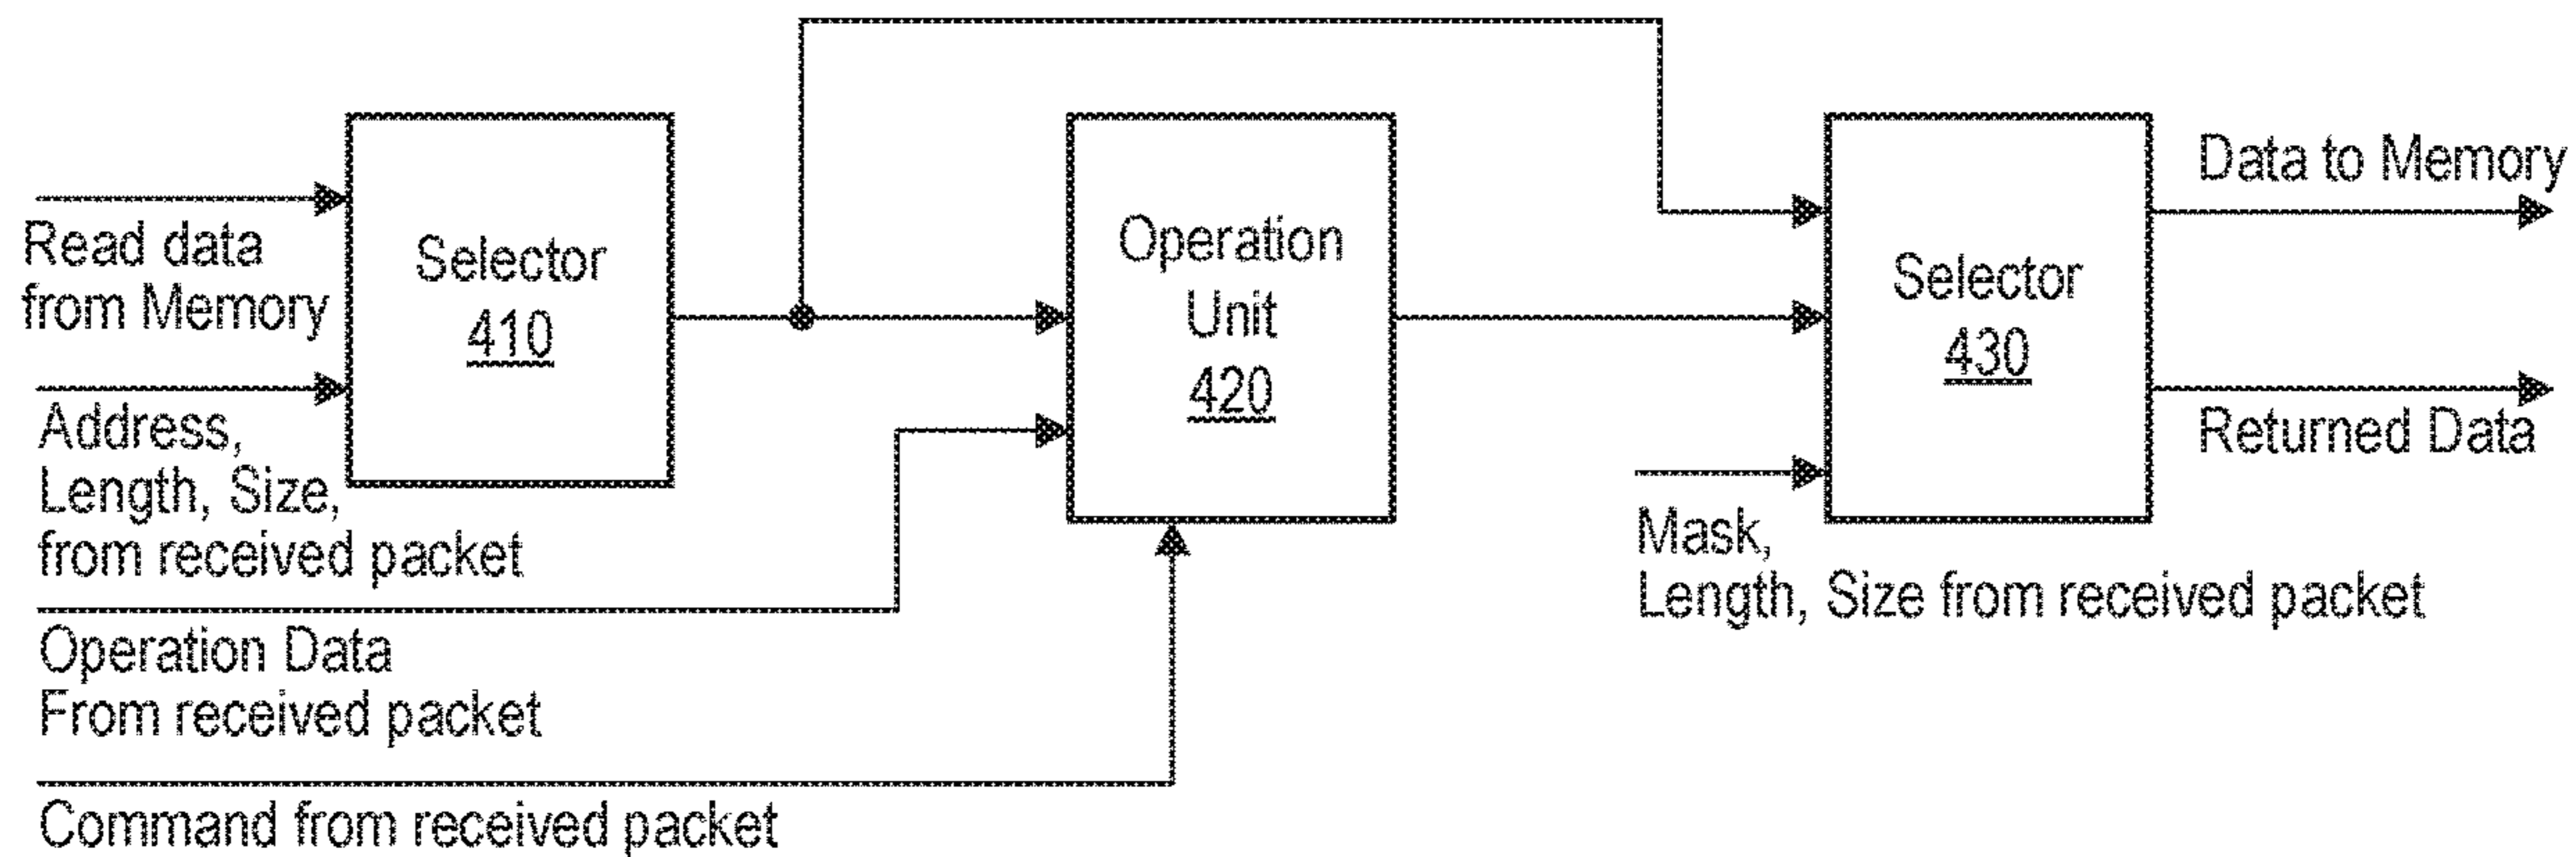 Read data
from Memory
Address,
Length, Size,
from received packet
Operation Data
From received packet
Command from received packet
Selector
410
Operation
Unit
420
Selector
430
Mask,
Length, Size from received packet
Data to Memory
Returned Data